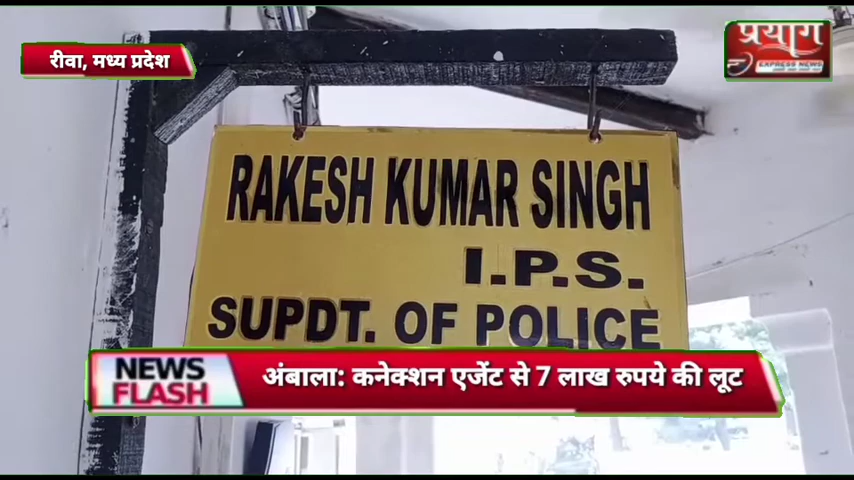 रीवा, मध्य प्रदेश
प्रयाग
EXPRESS NEWS
RAKESH KUMAR SINGH
I.P.S.
SUPDT. OF POLICE
NEWS
FLASH
अंबाला: कनेक्शन एजेंट से 7 लाख रुपये की लूट